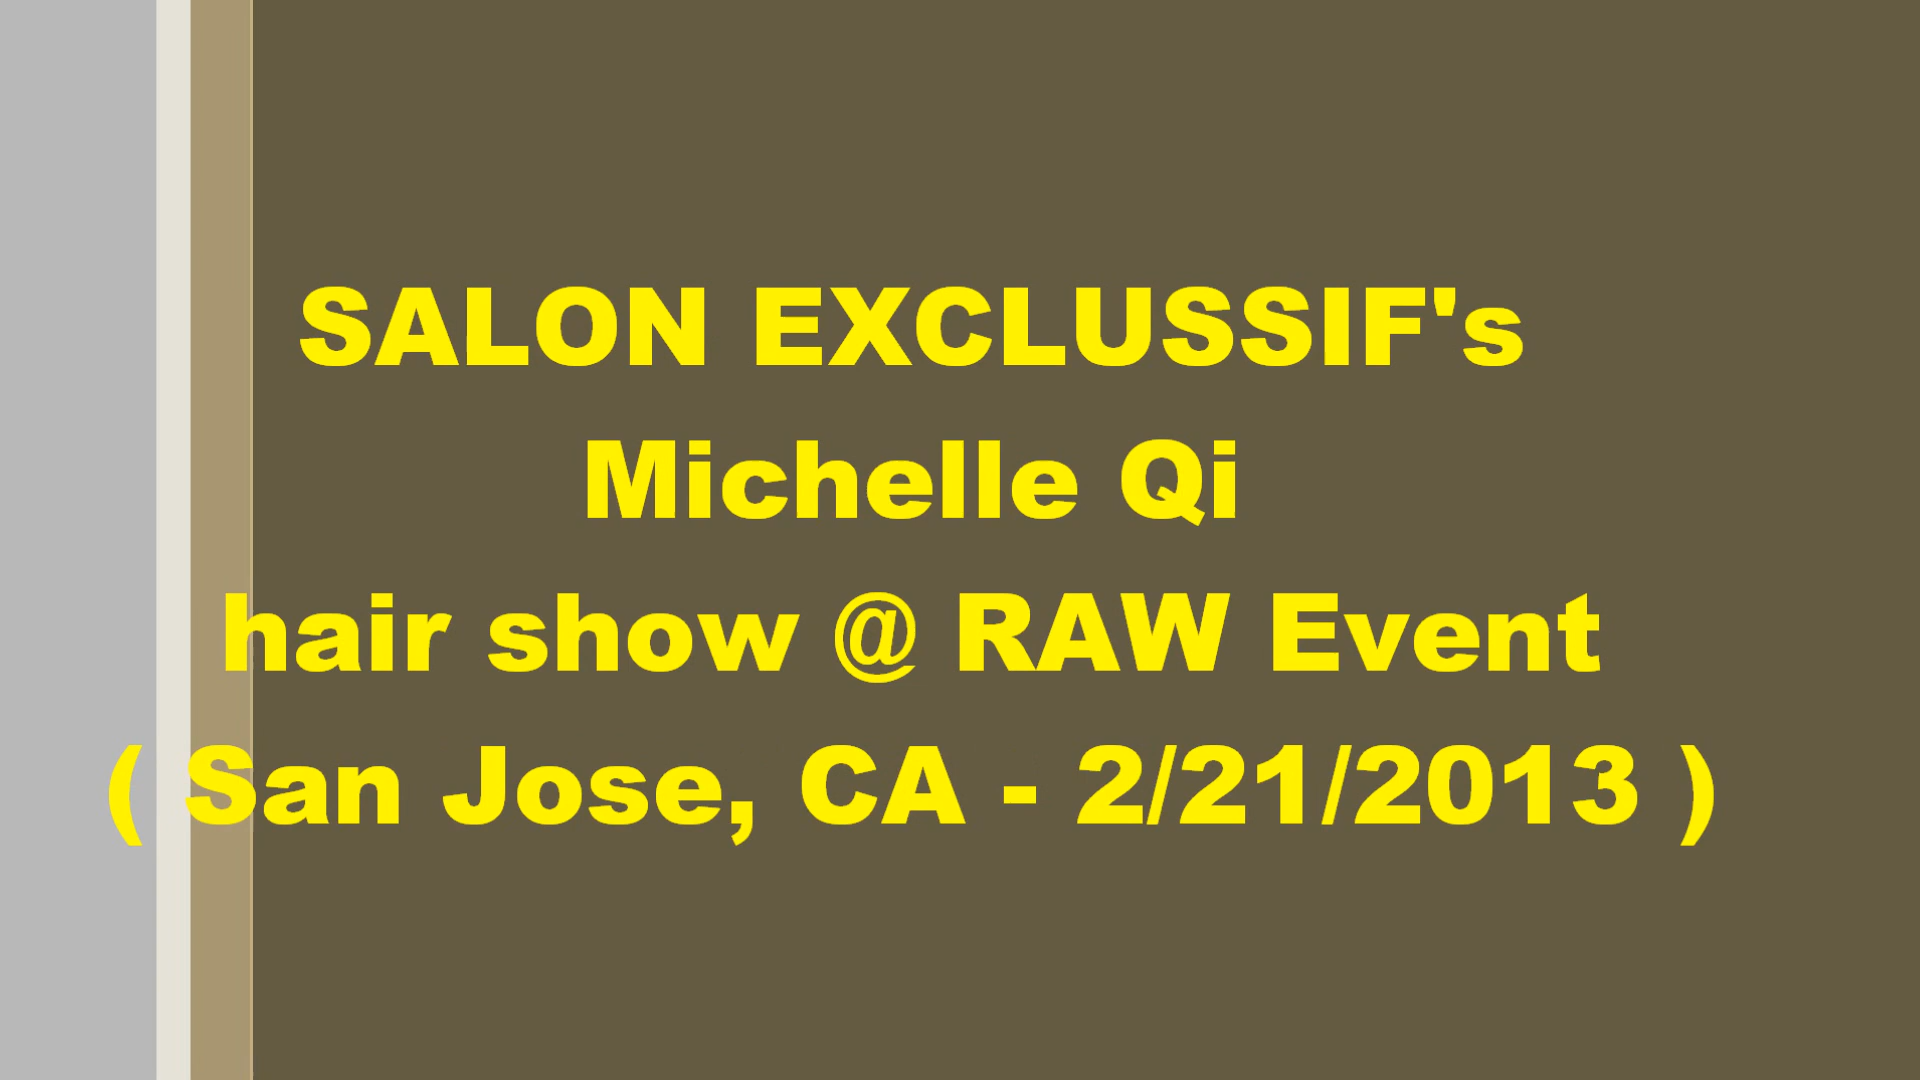 SALON EXCLUSSIF's
Michelle Qi
hair show @ RAW Event
( San Jose, CA - 2/21/2013 )